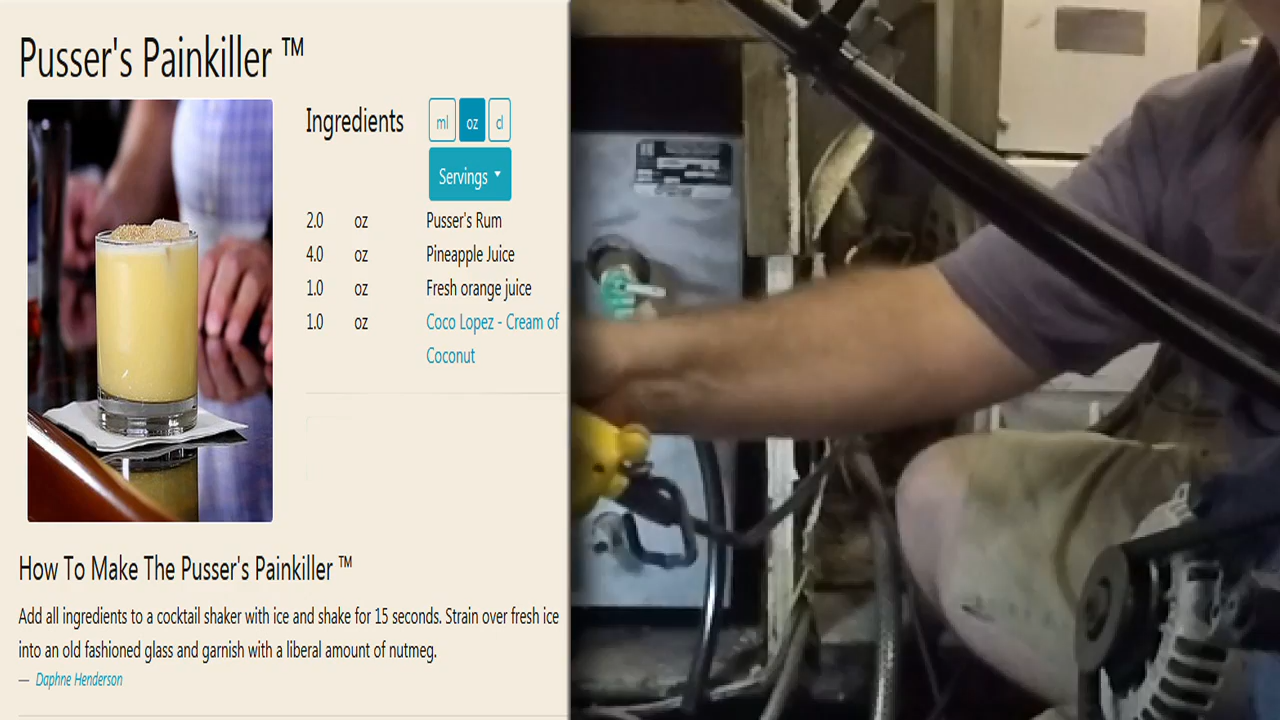 Pusser's Painkiller ™
Ingredients
ml oz cl
Servings
2.0 oz Pusser's Rum
4.0 oz Pineapple Juice
1.0 oz Fresh orange juice
1.0 oz Coco Lopez - Cream of
Coconut
How To Make The Pusser's Painkiller ™
Add all ingredients to a cocktail shaker with ice and shake for 15 seconds. Strain over fresh ice
into an old fashioned glass and garnish with a liberal amount of nutmeg.
— Daphne Henderson